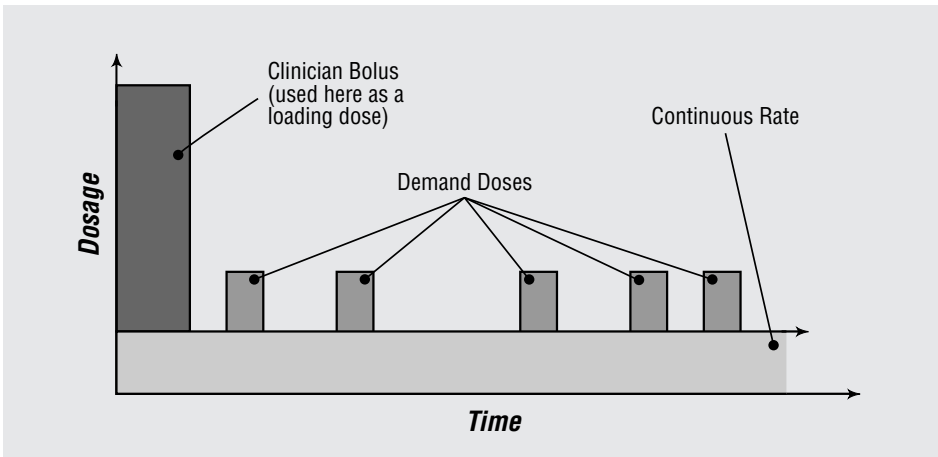 Clinician Bolus
(used here as a
loading dose)
Continuous Rate
Demand Doses
Dosage
Time